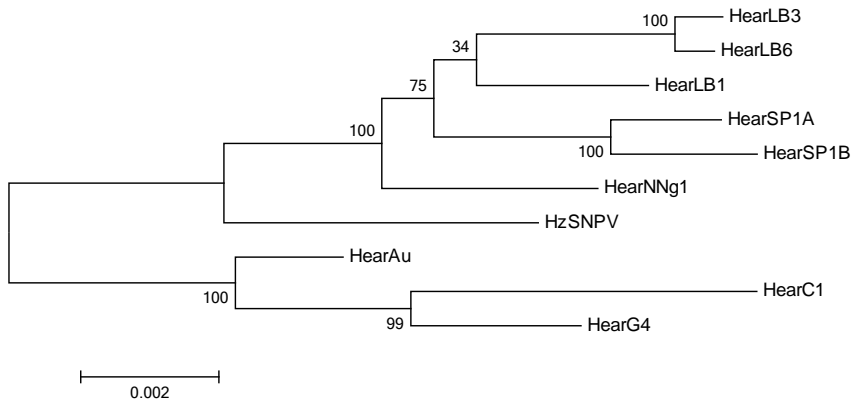 HearLB3
100
HearLB6
34
HearLB1
75
HearSP1A
100
100
HearSP1B
HearNNg1
HzSNPV
HearAu
100
HearC1
99
HearG4
0.002